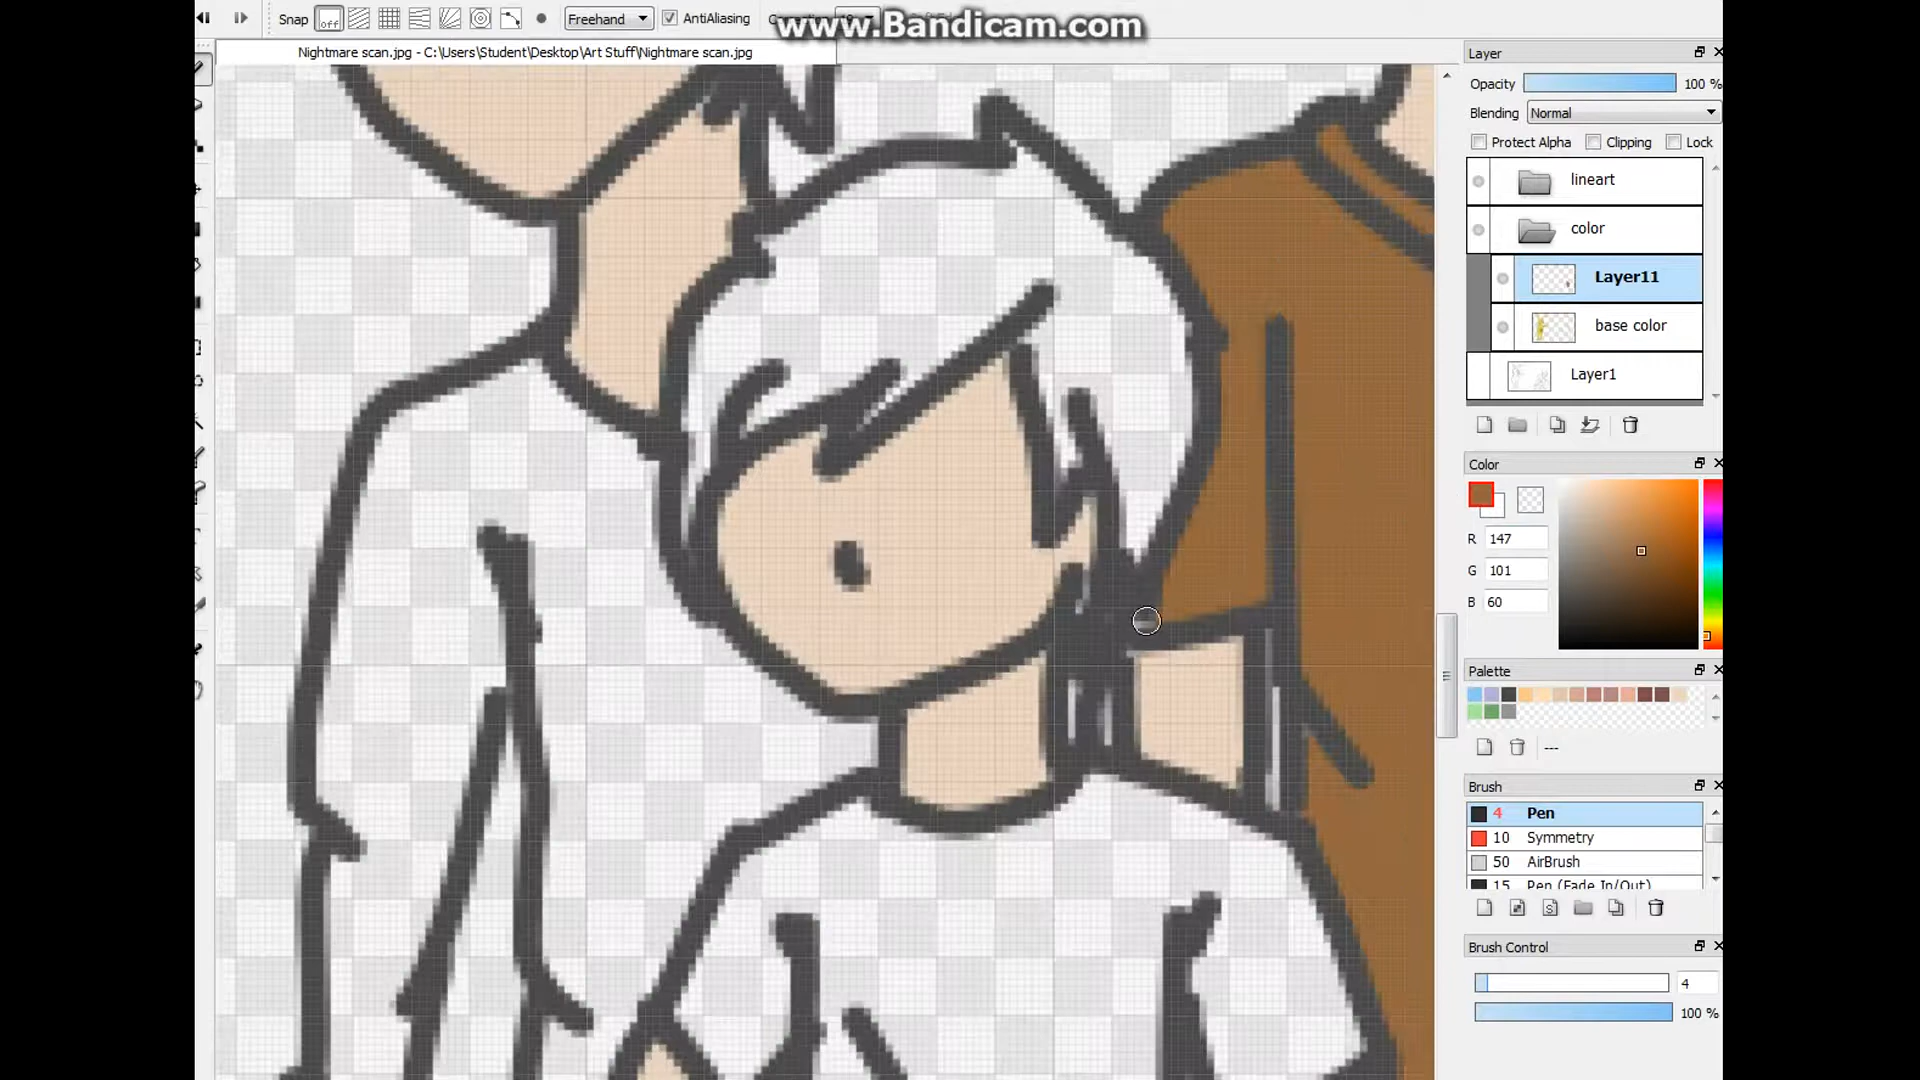 Snap off Freehand AntiAliasing
www.Bandicam.com
Nightmare scan.jpg - C:\Users\Student\Desktop\Art Stuff\Nightmare scan.jpg
Layer
Opacity 100 %
Blending Normal
Protect Alpha Clipping Lock
lineart
color
Layer11
base color
Layer1
Color
R 147
G 101
B 60
Palette
---
Brush
4 Pen
10 Symmetry
50 AirBrush
15 Pen (Fade In/Out)
Brush Control
4
100 %